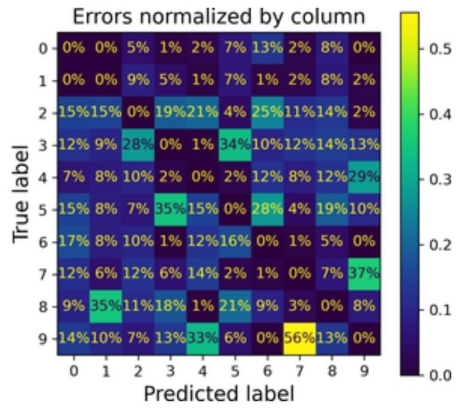 Errors normalized by column
0 0% 0% 5% 1% 2% 7% 13% 2% 8% 0%
1 0% 0% 9% 5% 1% 7% 1% 2% 8% 2%
2 15% 15% 0% 19% 21% 4% 25% 11% 14% 2%
3 12% 9% 28% 0% 1% 34% 10% 12% 14% 13%
4 7% 8% 10% 2% 0% 2% 12% 8% 12% 29%
5 15% 8% 7% 35% 15% 0% 28% 4% 19% 10%
6 17% 8% 10% 1% 12% 16% 0% 1% 5% 0%
7 12% 6% 12% 6% 14% 2% 1% 0% 7% 37%
8 9% 35% 11% 18% 1% 21% 9% 3% 0% 8%
9 14% 10% 7% 13% 33% 6% 0% 56% 13% 0%
0 1 2 3 4 5 6 7 8 9
Predicted label
True label
0.5
0.4
0.3
0.2
0.1
0.0